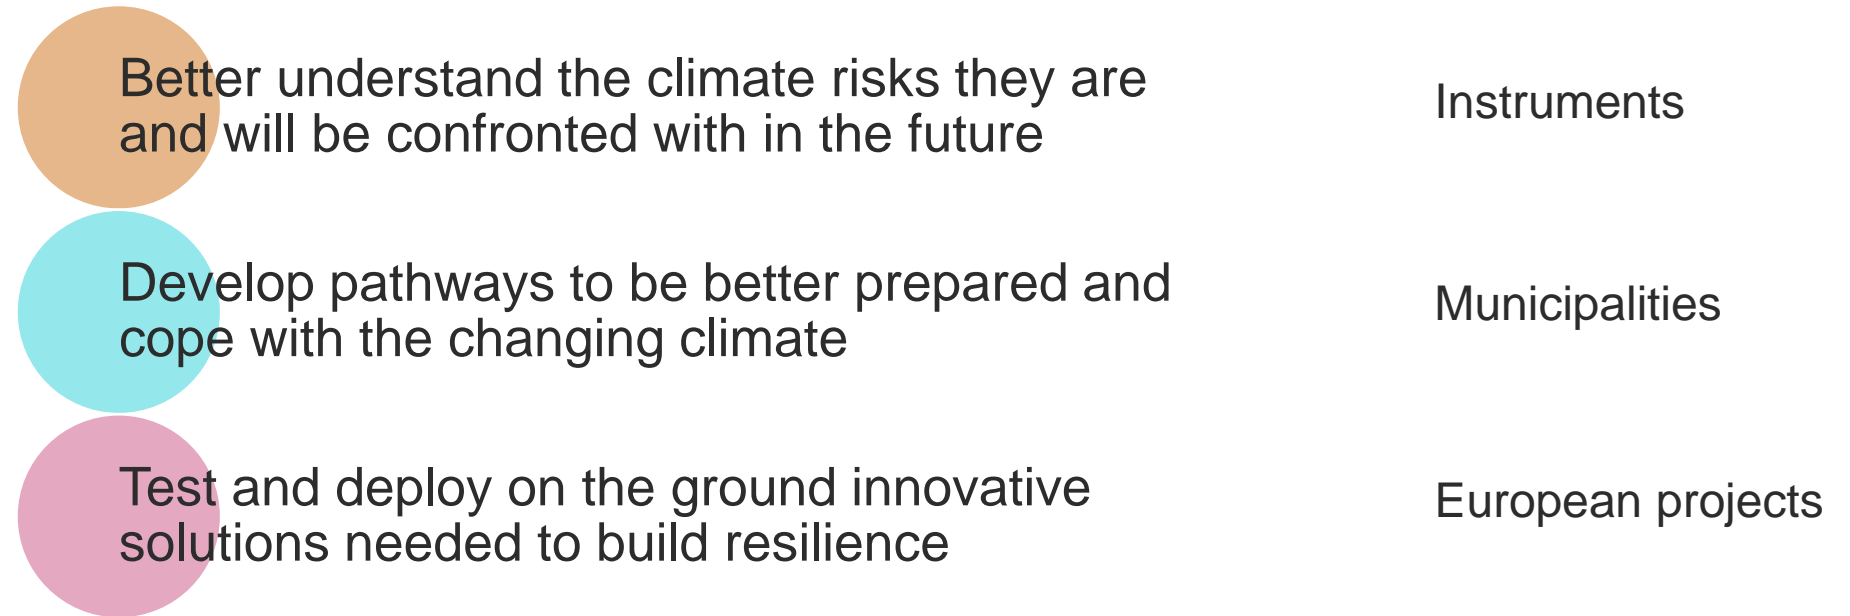 Better understand the climate risks they are
and will be confronted with in the future
Instruments
Develop pathways to be better prepared and
cope with the changing climate
Municipalities
Test and deploy on the ground innovative
solutions needed to build resilience
European projects